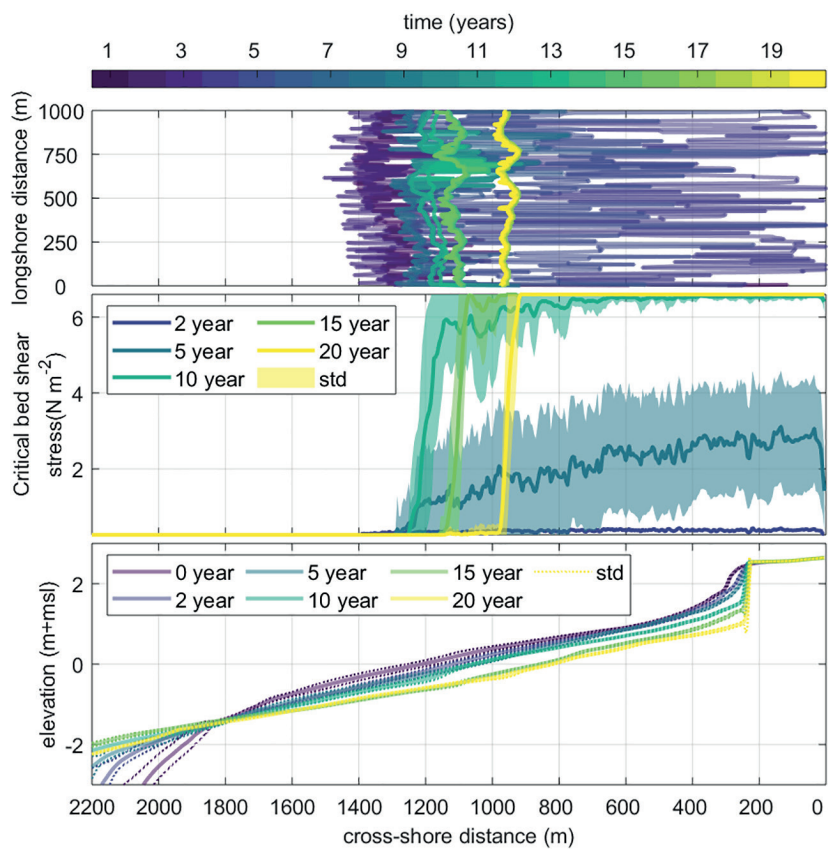 time (years)
1 3 5 7 9 11 13 15 17 19
longshore distance (m)
1000
750
500
250
0
Critical bed shear
stress(N m⁻²)
6
4
2
2 year 15 year
5 year 20 year
10 year std
elevation (m+msl)
2
0
-2
0 year 5 year 15 year std
2 year 10 year 20 year
2200 2000 1800 1600 1400 1200 1000 800 600 400 200 0
cross-shore distance (m)